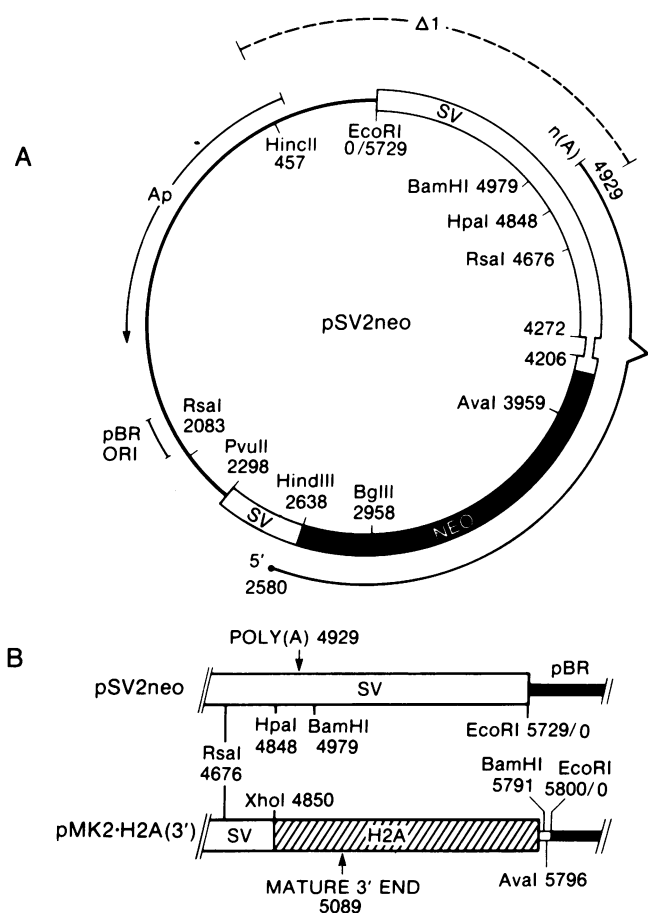 Δ1
A
SV
EcoRI
0/5729
HincII
457
n(A)
4929
BamHI 4979
Ap
HpaI 4848
RsaI 4676
pSV2neo
4272
4206
AvaI 3959
RsaI
2083
pBR
ORI
PvuII
2298
HindIII
2638
BglII
2958
SV
NEO
5′
2580
B
POLY(A) 4929
pBR
pSV2neo
SV
HpaI
4848
BamHI
4979
EcoRI 5729/0
RsaI
4676
BamHI
5791
EcoRI
5800/0
XhoI 4850
pMK2·H2A(3′)
SV
H2A
AvaI 5796
MATURE 3′ END
5089